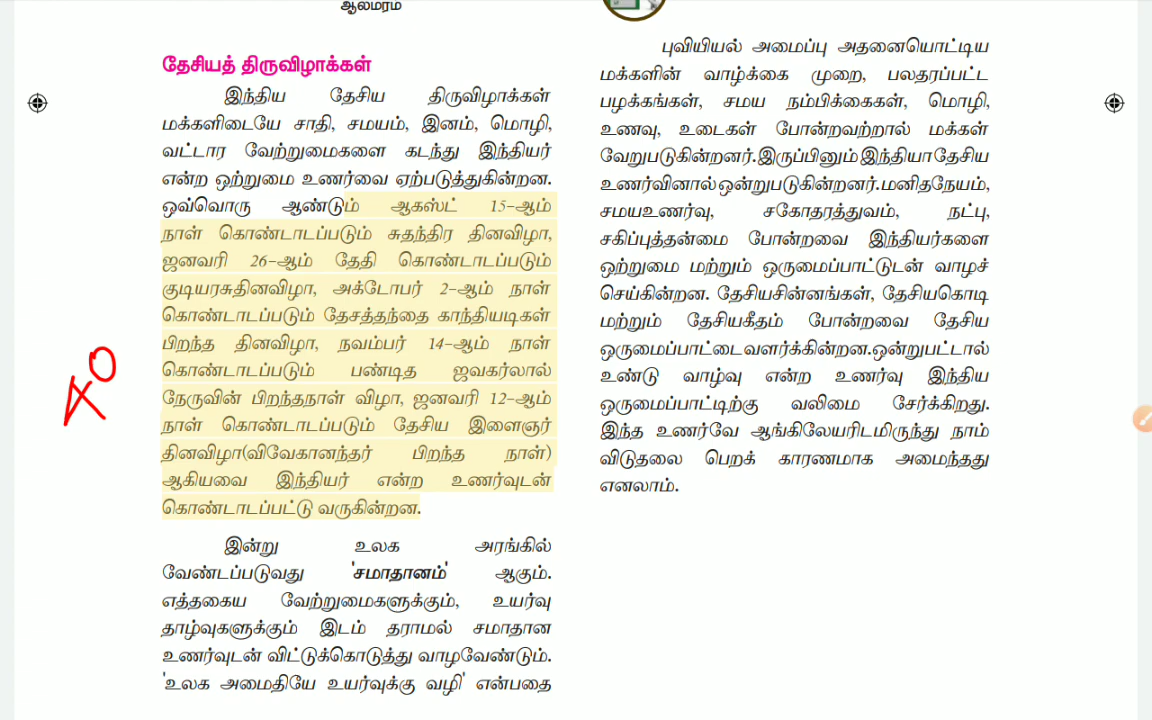 ஆலமரம்
தேசியத் திருவிழாக்கள்
இந்திய தேசிய திருவிழாக்கள்
மக்களிடையே சாதி, சமயம், இனம், மொழி,
வட்டார வேற்றுமைகளை கடந்து இந்தியர்
என்ற ஒற்றுமை உணர்வை ஏற்படுத்துகின்றன.
ஒவ்வொரு ஆண்டும் ஆகஸ்ட் 15-ஆம்
நாள் கொண்டாடப்படும் சுதந்திர தினவிழா,
ஜனவரி 26-ஆம் தேதி கொண்டாடப்படும்
குடியரசுதினவிழா, அக்டோபர் 2-ஆம் நாள்
கொண்டாடப்படும் தேசத்தந்தை காந்தியடிகள்
பிறந்த தினவிழா, நவம்பர் 14-ஆம் நாள்
கொண்டாடப்படும் பண்டித ஜவகர்லால்
நேருவின் பிறந்தநாள் விழா, ஜனவரி 12-ஆம்
நாள் கொண்டாடப்படும் தேசிய இளைஞர்
தினவிழா(விவேகானந்தர் பிறந்த நாள்)
ஆகியவை இந்தியர் என்ற உணர்வுடன்
கொண்டாடப்பட்டு வருகின்றன.
இன்று உலக அரங்கில்
வேண்டப்படுவது 'சமாதானம்' ஆகும்.
எத்தகைய வேற்றுமைகளுக்கும், உயர்வு
தாழ்வுகளுக்கும் இடம் தராமல் சமாதான
உணர்வுடன் விட்டுக்கொடுத்து வாழவேண்டும்.
'உலக அமைதியே உயர்வுக்கு வழி' என்பதை
40
புவியியல் அமைப்பு அதனையொட்டிய
மக்களின் வாழ்க்கை முறை, பலதரப்பட்ட
பழக்கங்கள், சமய நம்பிக்கைகள், மொழி,
உணவு, உடைகள் போன்றவற்றால் மக்கள்
வேறுபடுகின்றனர்.இருப்பினும்இந்தியாதேசிய
உணர்வினால்ஒன்றுபடுகின்றனர்.மனிதநேயம்,
சமயஉணர்வு, சகோதரத்துவம், நட்பு,
சகிப்புத்தன்மை போன்றவை இந்தியர்களை
ஒற்றுமை மற்றும் ஒருமைப்பாட்டுடன் வாழச்
செய்கின்றன. தேசியசின்னங்கள், தேசியகொடி
மற்றும் தேசியகீதம் போன்றவை தேசிய
ஒருமைப்பாட்டைவளர்க்கின்றன.ஒன்றுபட்டால்
உண்டு வாழ்வு என்ற உணர்வு இந்திய
ஒருமைப்பாட்டிற்கு வலிமை சேர்க்கிறது.
இந்த உணர்வே ஆங்கிலேயரிடமிருந்து நாம்
விடுதலை பெறக் காரணமாக அமைந்தது
எனலாம்.